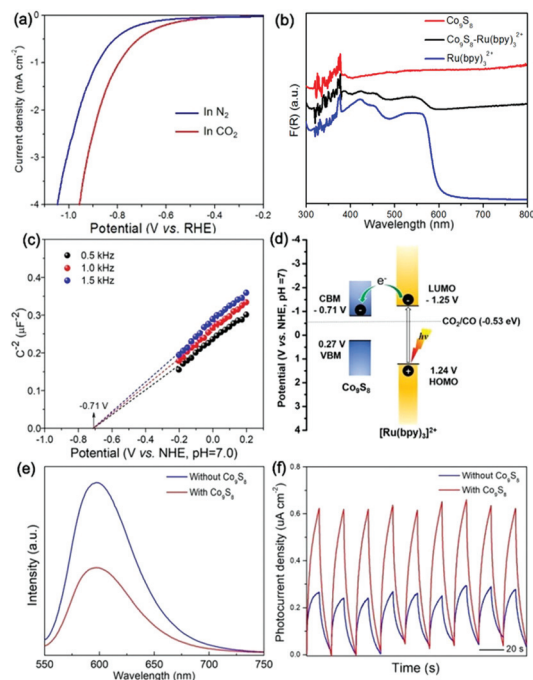 (a)
Current density (mA cm⁻²)
0
-1
-2
-3
-4
In N₂
In CO₂
-1.0 -0.8 -0.6 -0.4 -0.2
Potential (V vs. RHE)
(b)
F(R) (a.u.)
Co₉S₈
Co₉S₈-Ru(bpy)₃²⁺
Ru(bpy)₃²⁺
300 400 500 600 700 800
Wavelength (nm)
(c)
C⁻² (μF⁻²)
0.4
0.3
0.2
0.1
0.0
0.5 kHz
1.0 kHz
1.5 kHz
-0.71 V
-1.0 -0.8 -0.6 -0.4 -0.2 0.0 0.2 0.4
Potential (V vs. NHE, pH=7.0)
(d)
Potential (V vs. NHE, pH =7)
-4
-3
-2
-1
0
1
2
3
4
e⁻
CBM
- 0.71 V
LUMO
- 1.25 V
CO₂/CO (-0.53 eV)
hν
0.27 V
VBM
1.24 V
HOMO
Co₉S₈
[Ru(bpy)₃]²⁺
(e)
Intensity (a.u.)
Without Co₉S₈
With Co₉S₈
550 600 650 700 750
Wavelength (nm)
(f)
Photocurrent density (uA cm⁻²)
0.8
0.6
0.4
0.2
0.0
Without Co₉S₈
With Co₉S₈
20 s
Time (s)